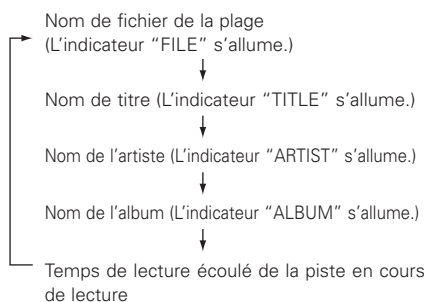 Nom de fichier de la plage
(L’indicateur “FILE” s’allume.)
Nom de titre (L’indicateur “TITLE” s’allume.)
Nom de l’artiste (L’indicateur “ARTIST” s’allume.)
Nom de l’album (L’indicateur “ALBUM” s’allume.)
Temps de lecture écoulé de la piste en cours
de lecture